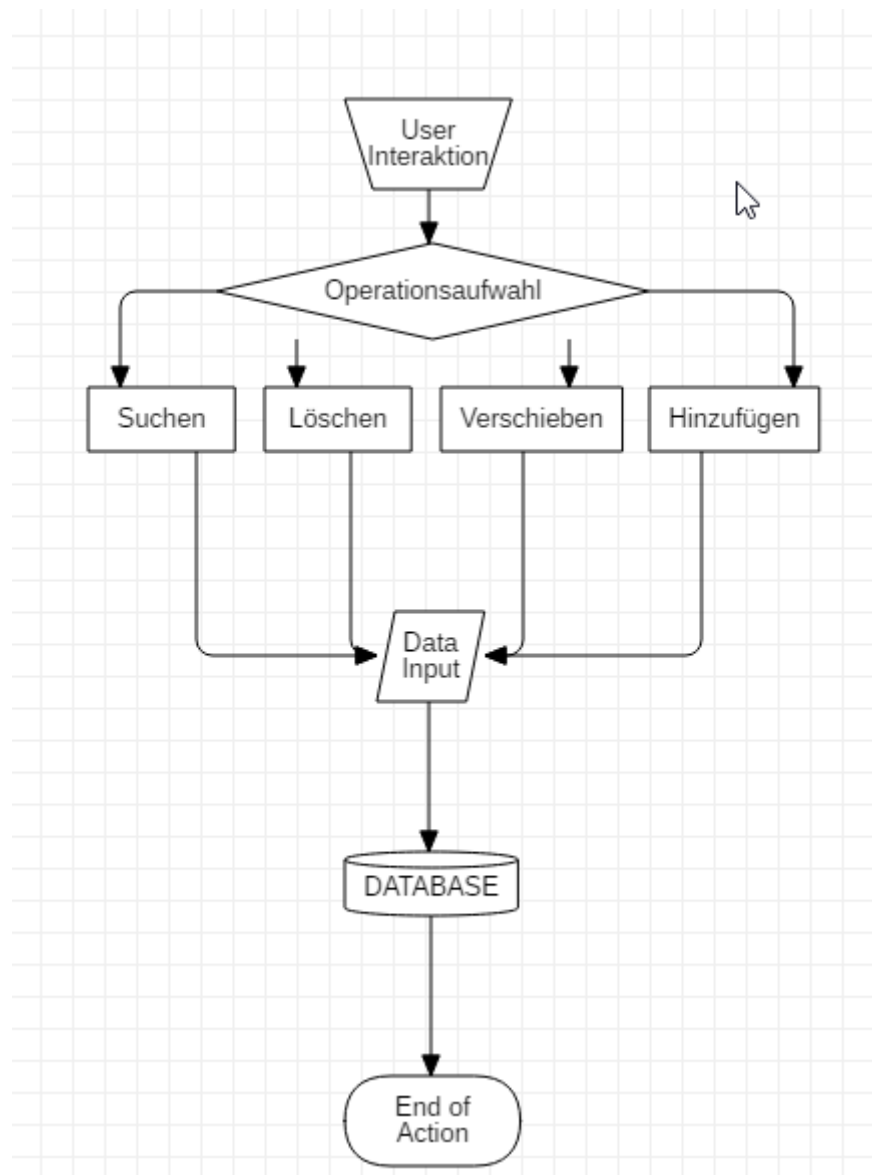 User
Interaktion
Operationsaufwahl
Suchen
Löschen
Verschieben
Hinzufügen
Data
Input
DATABASE
End of
Action